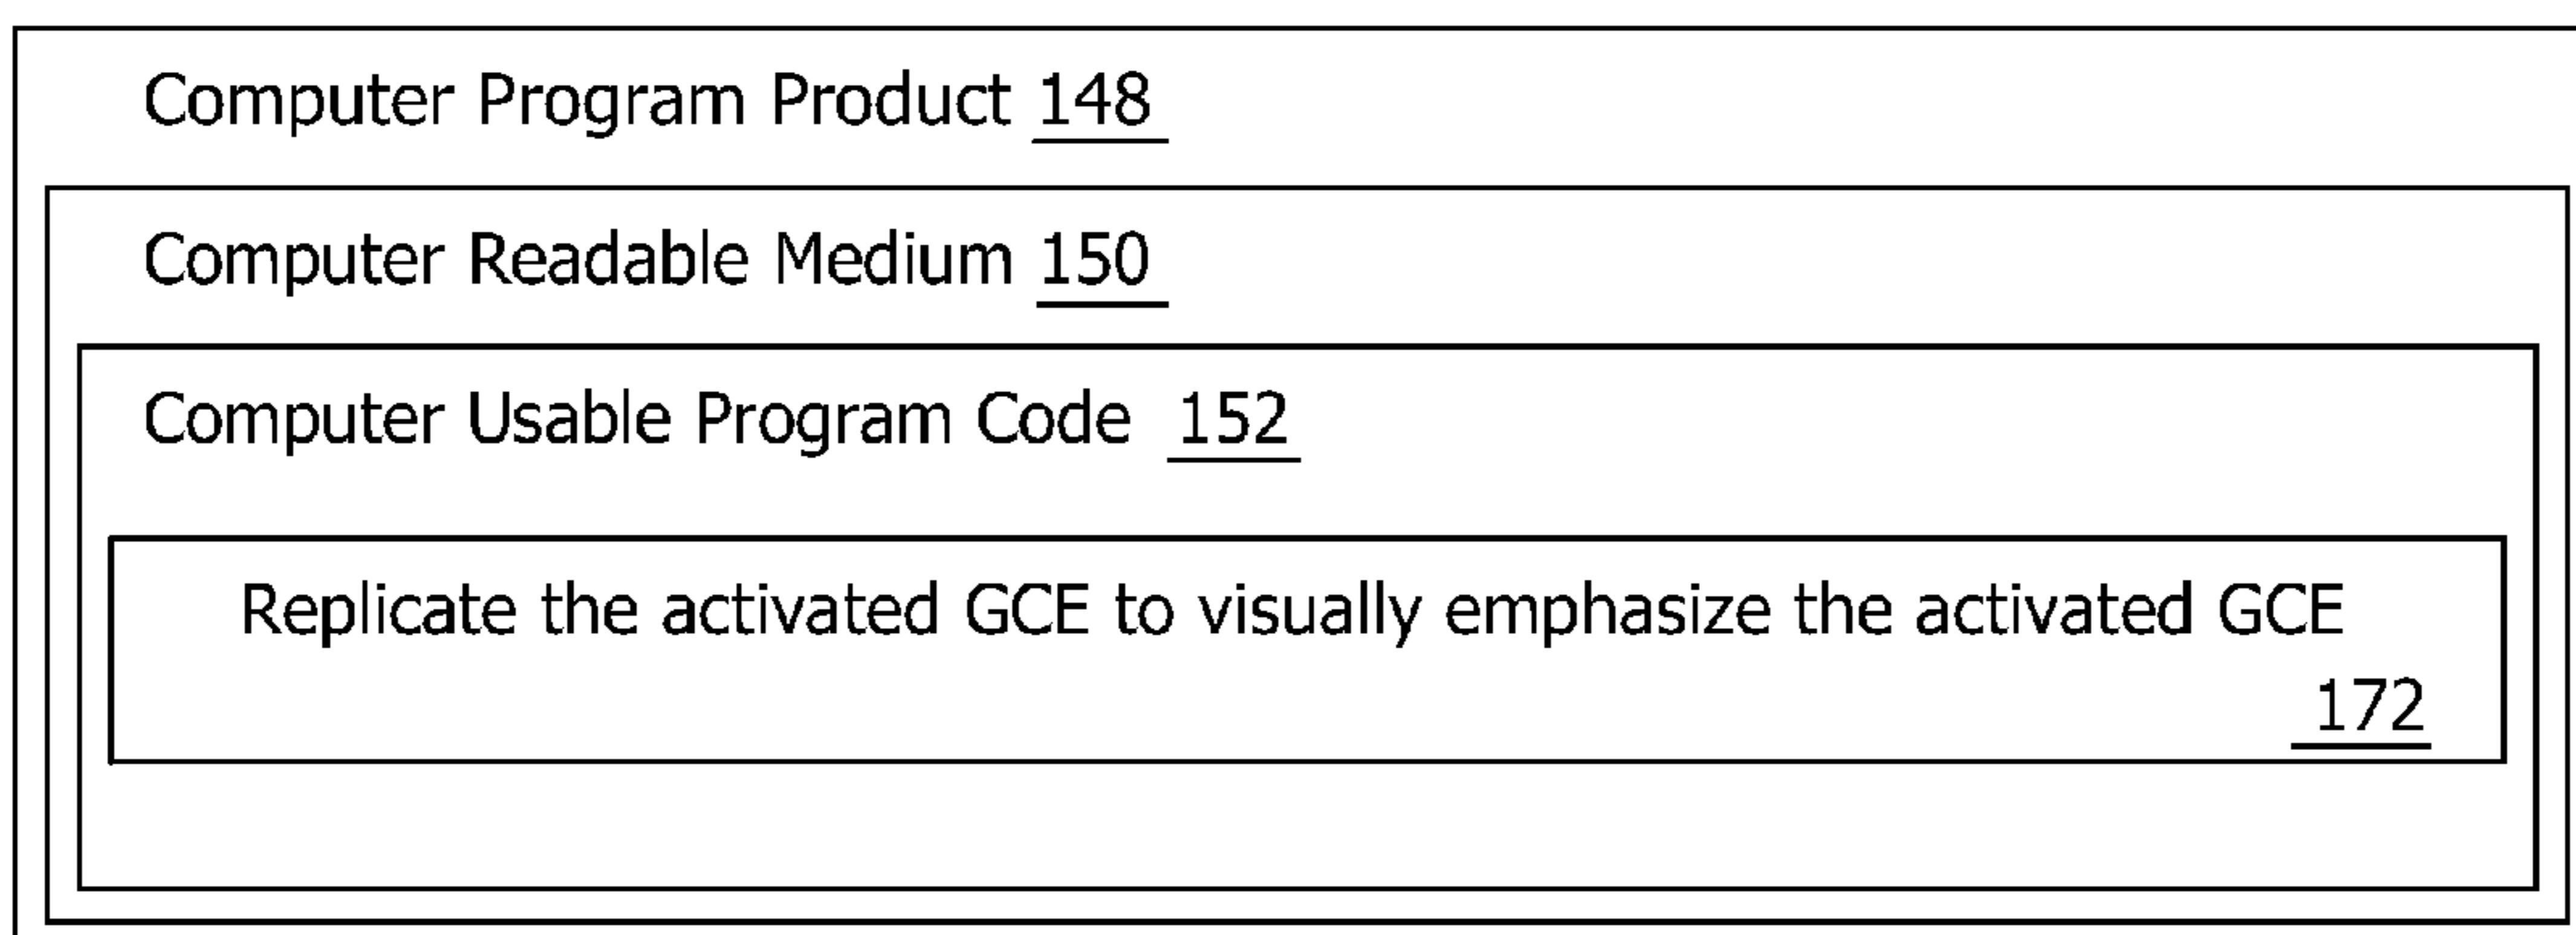 Computer Program Product 148
Computer Readable Medium 150
Computer Usable Program Code 152
Replicate the activated GCE to visually emphasize the activated GCE
172